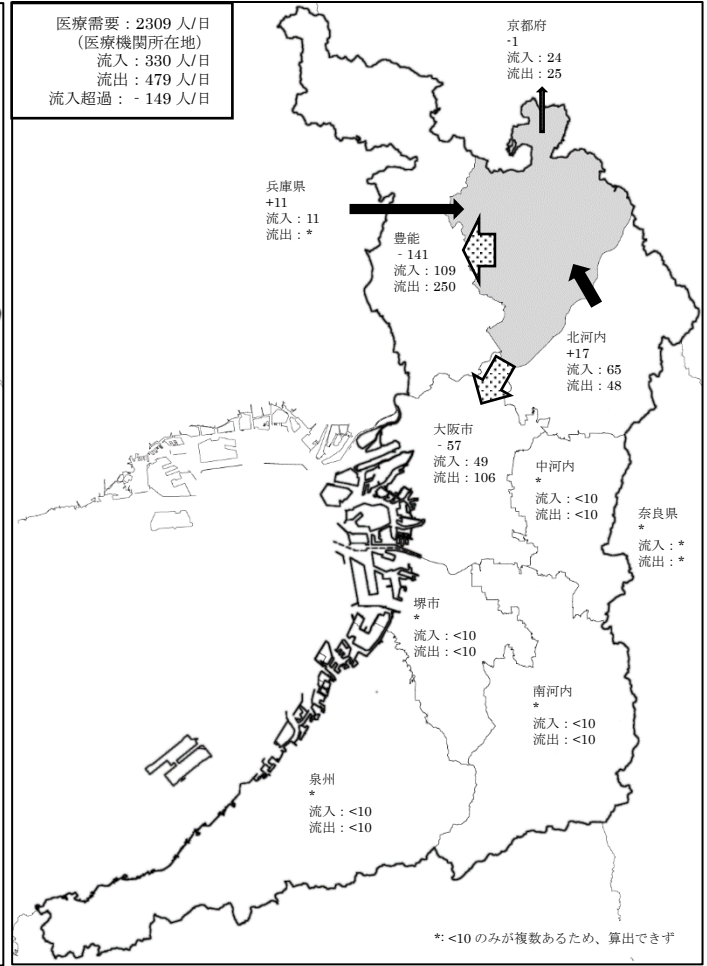 医療需要：2309 人/日
（医療機関所在地）
流入：330 人/日
流出：479 人/日
流入超過：‐149 人/日
京都府
-1
流入：24
流出：25
兵庫県
+11
流入：11
流出：*
豊能
‐141
流入：109
流出：250
北河内
+17
流入：65
流出：48
大阪市
‐57
流入：49
流出：106
中河内
*
流入：<10
流出：<10
奈良県
*
流入：*
流出：*
堺市
*
流入：<10
流出：<10
南河内
*
流入：<10
流出：<10
泉州
*
流入：<10
流出：<10
*: <10 のみが複数あるため、算出できず